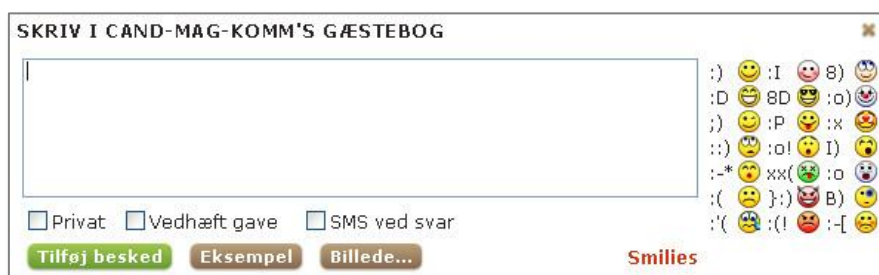 SKRIV I CAND-MAG-KOMM'S GÆSTEBOG
:) :I 8)
:D 8D :o)
;) :P :x
::) :o! I)
:-* xx( :o
:( }:) B)
:'( :(! :-[
Privat Vedhæft gave SMS ved svar
Tilføj besked Eksempel Billede... Smilies